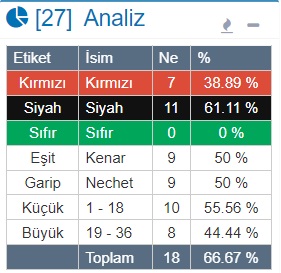 [27] Analiz
Etiket İsim Ne %
Kırmızı Kırmızı 7 38.89 %
Siyah Siyah 11 61.11 %
Sıfır Sıfır 0 0 %
Eşit Kenar 9 50 %
Garip Nechet 9 50 %
Küçük 1 - 18 10 55.56 %
Büyük 19 - 36 8 44.44 %
Toplam 18 66.67 %